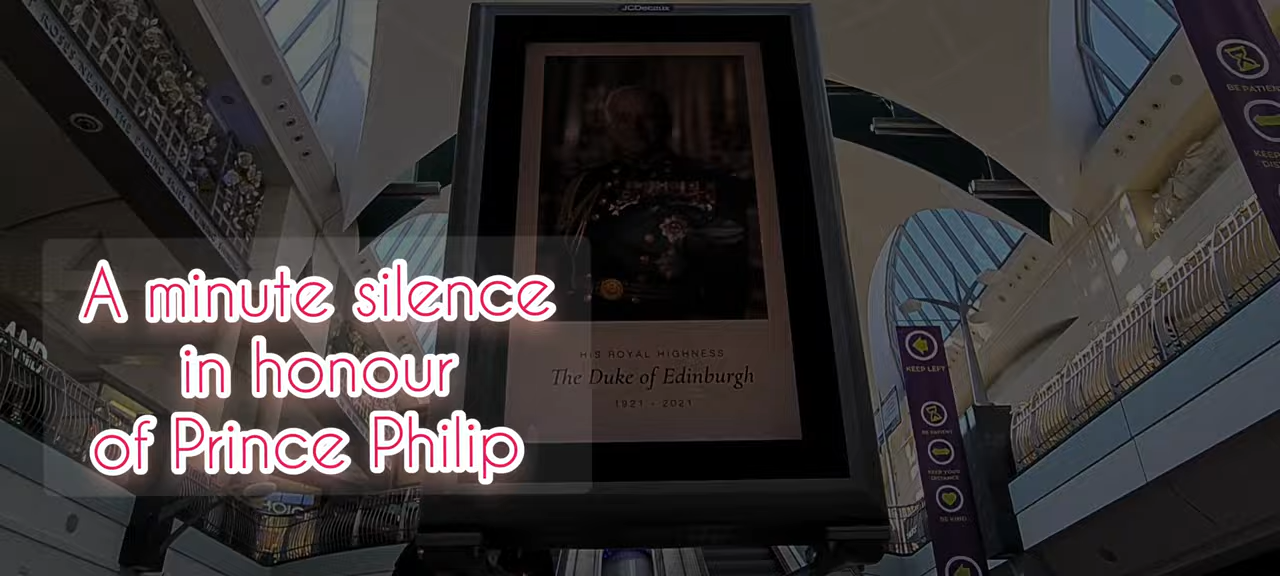 JCDecaux
BE PATIENT
A minute silence
in honour
of Prince Philip
HIS ROYAL HIGHNESS
The Duke of Edinburgh
1921 - 2021
KEEP LEFT
BE PATIENT
KEEP YOUR
DISTANCE
BE KIND